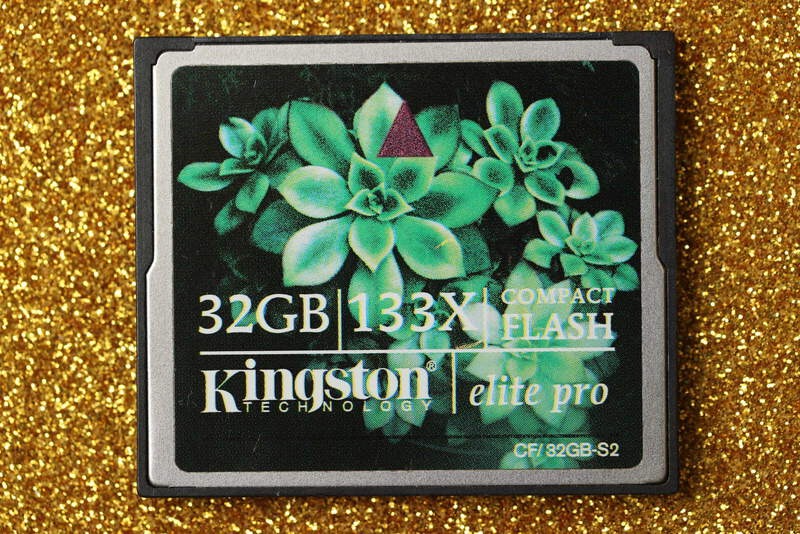 32GB 133X COMPACT FLASH
Kingston® elite pro
TECHNOLOGY
CF/32GB-S2